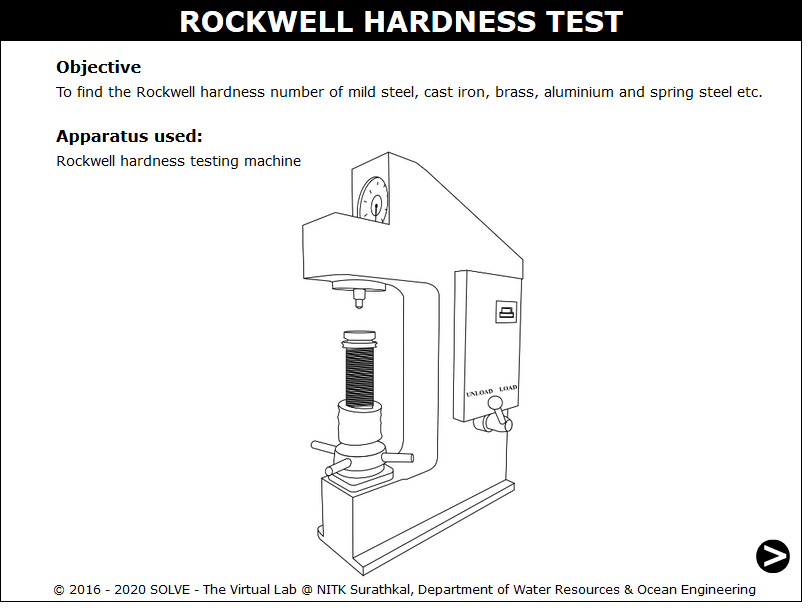 ROCKWELL HARDNESS TEST
Objective
To find the Rockwell hardness number of mild steel, cast iron, brass, aluminium and spring steel etc.
Apparatus used:
Rockwell hardness testing machine
UNLOAD LOAD
>
© 2016 - 2020 SOLVE - The Virtual Lab @ NITK Surathkal, Department of Water Resources & Ocean Engineering